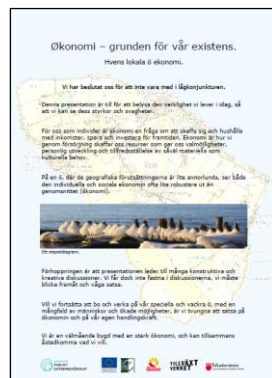 Økonomi – grunden för vår existens.
Hvens lokala ö ekonomi.
Vi har beslutat oss för att inte vara med i lågkonjunkturen.
Denna presentation är till för att belysa den verklighet vi lever i idag, så
att vi kan se dess styrkor och svagheter.
För oss som individer är ekonomi en fråga om att skaffa sig och hushålla
med inkomster, spara och investera för framtiden. Ekonomi är hur vi
genom försörjning skaffar oss resurser som ger oss valmöjligheter,
personlig utveckling och tillfredsställelse av såväl materiella som
kulturella behov.
På en ö, där de geografiska förutsättningarna är lite annorlunda, ser både
den individuella och sociala ekonomin ofta lite robustare ut än
genomsnittet (ökonomi).
Ett stapeldiagram.
Förhoppningen är att presentationen leder till många konstruktiva och
kreativa diskussioner. Vi får dock inte fastna i diskussionerna, vi måste
blicka framåt och våga satsa.
Vill vi fortsätta att bo och verka på vår speciella och vackra ö, med en
mångfald av människor och ökade möjligheter, är vi tvungna att satsa på
ökonomin och på vår egen handlingskraft.
Vi är en välmående bygd med en stark ökonomi, och kan tillsammans
åstadkomma vad vi vill.
TILLVÄXT
VERKET